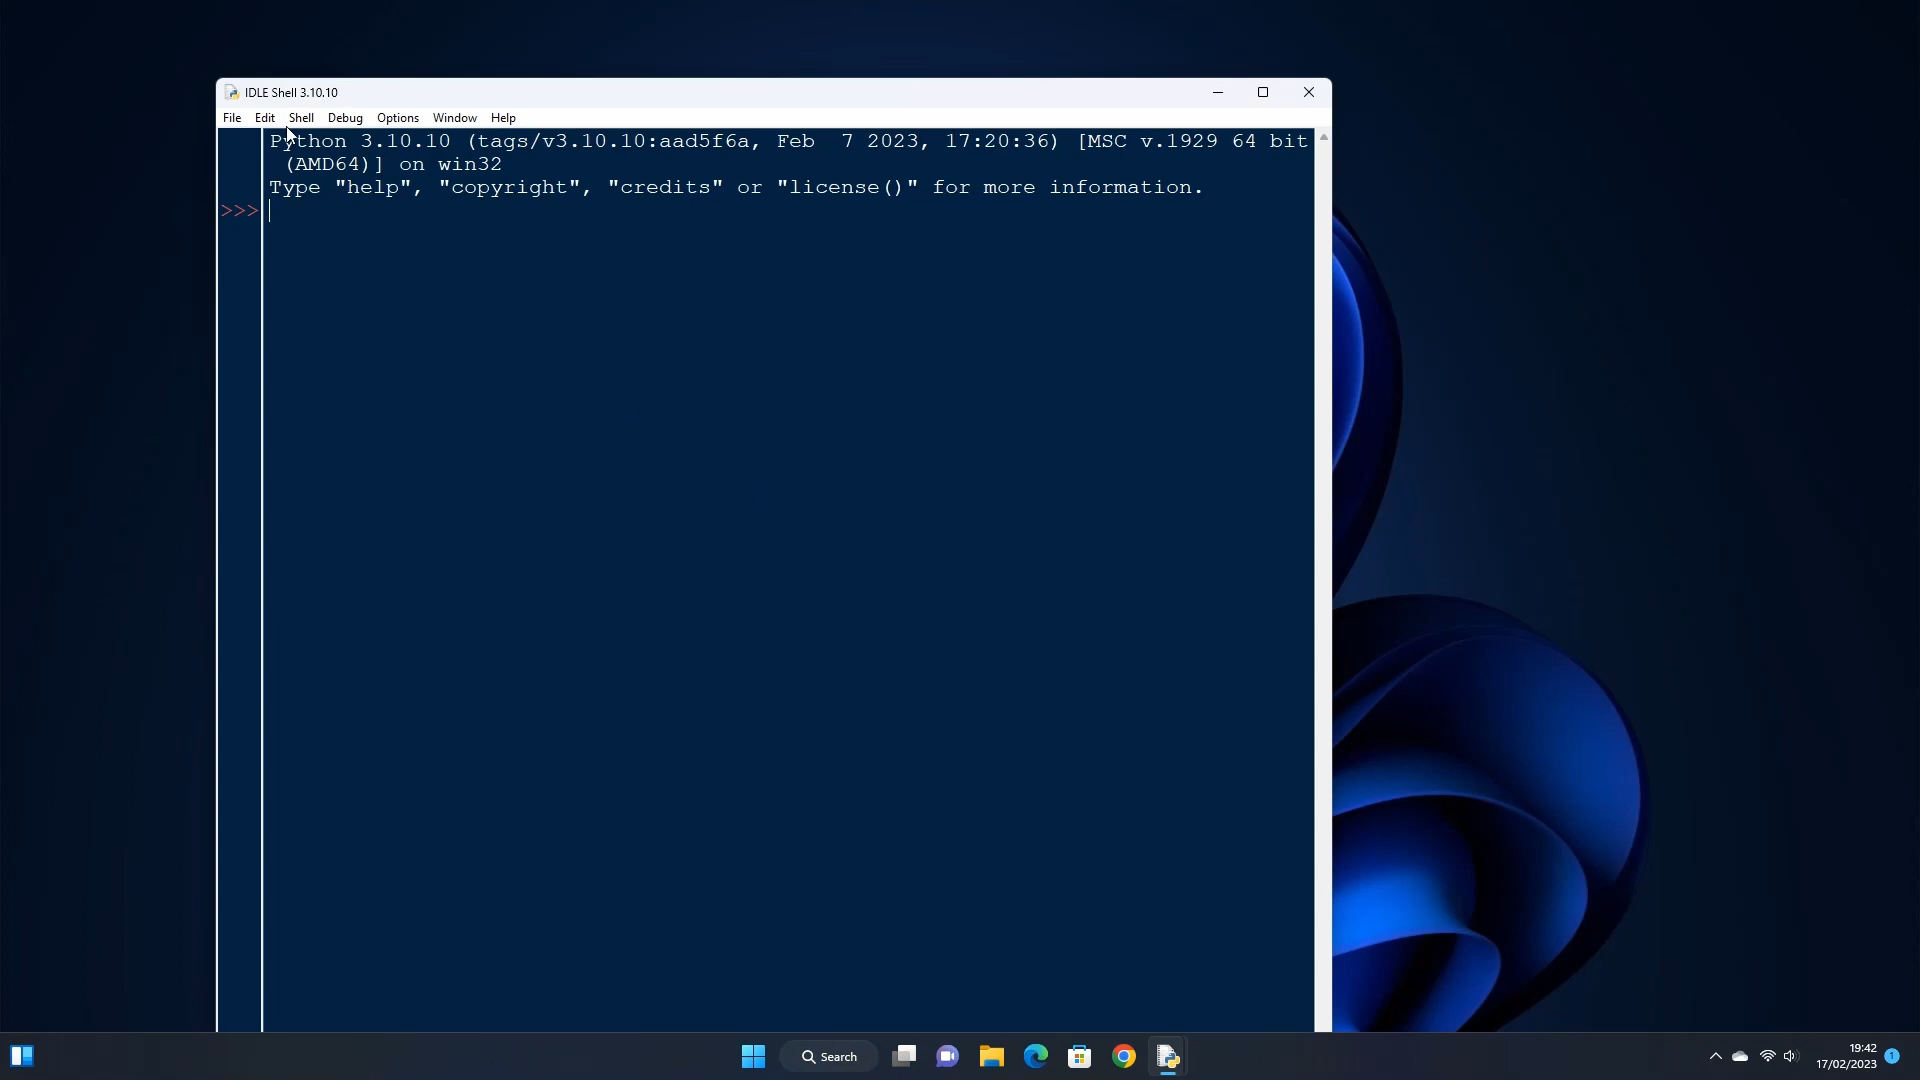 IDLE Shell 3.10.10
File Edit Shell Debug Options Window Help
Python 3.10.10 (tags/v3.10.10:aad5f6a, Feb  7 2023, 17:20:36) [MSC v.1929 64 bit
(AMD64)] on win32
Type "help", "copyright", "credits" or "license()" for more information.
>>>
Search
19:42
17/02/2023
1